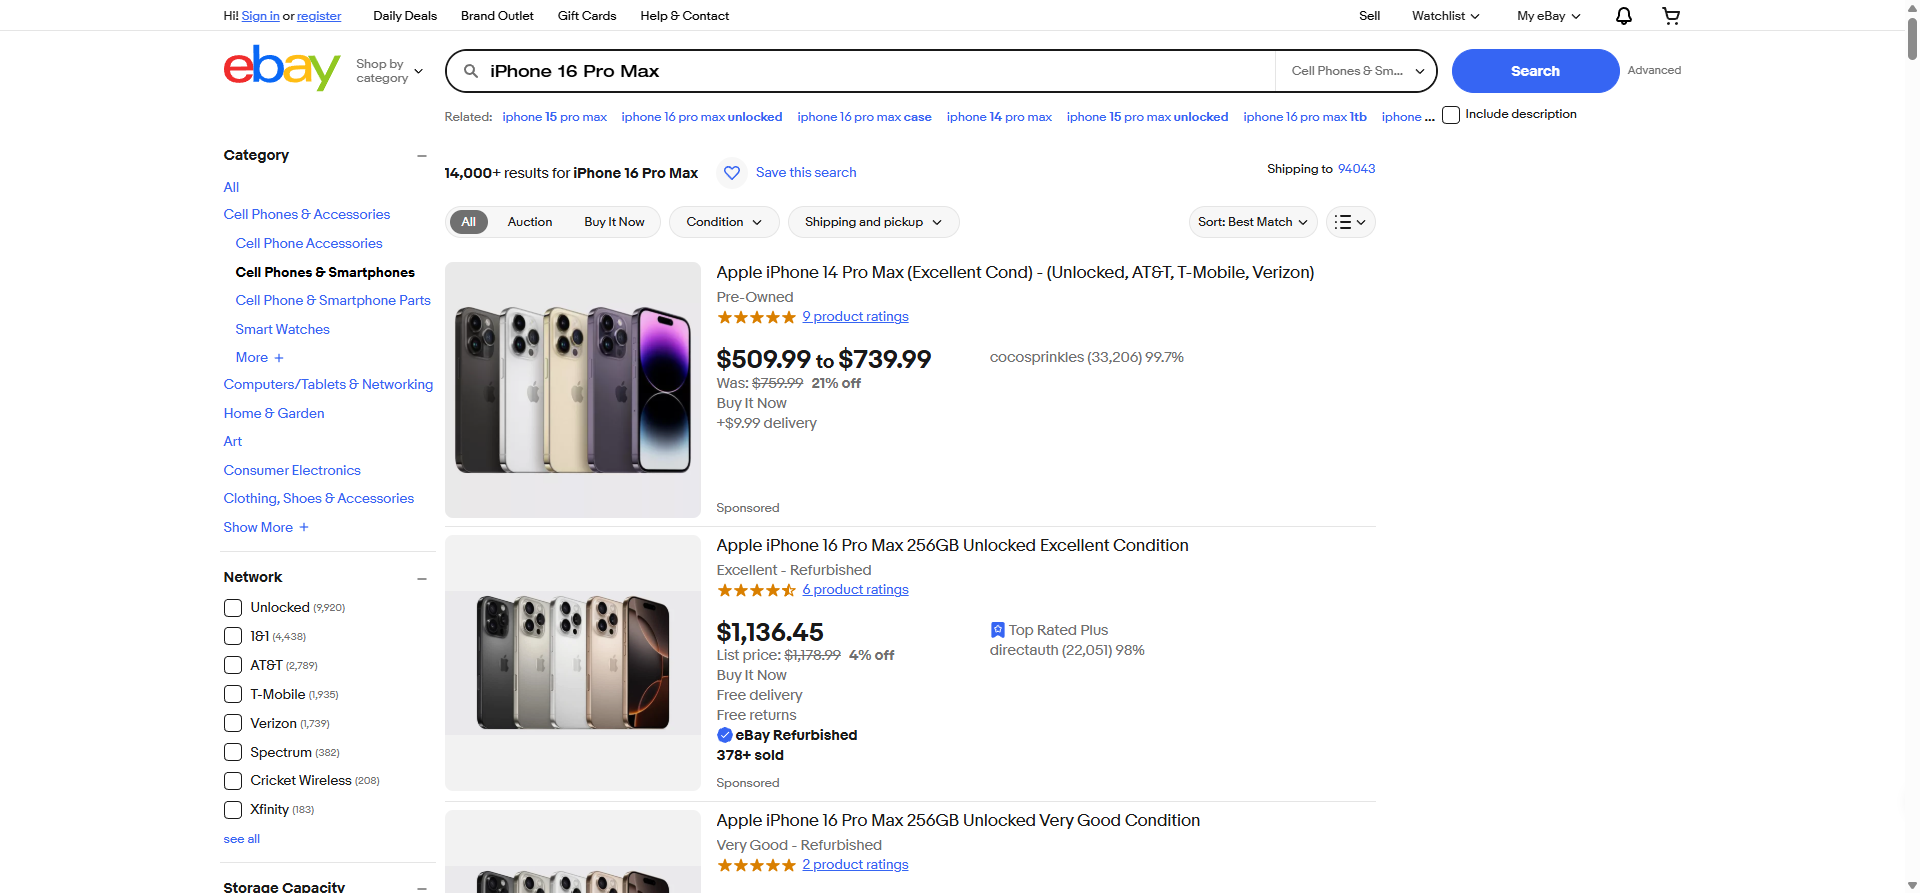 Hi! Sign in or register
Daily Deals
Brand Outlet
Gift Cards
Help & Contact
Sell
Watchlist
My eBay
ebay
Shop by
category
iPhone 16 Pro Max
Cell Phones & Sm...
Search
Advanced
Related: iphone 15 pro max iphone 16 pro max unlocked iphone 16 pro max case iphone 14 pro max iphone 15 pro max unlocked iphone 16 pro max 1tb iphone ...
Include description
Category
All
Cell Phones & Accessories
Cell Phone Accessories
Cell Phones & Smartphones
Cell Phone & Smartphone Parts
Smart Watches
More +
Computers/Tablets & Networking
Home & Garden
Art
Consumer Electronics
Clothing, Shoes & Accessories
Show More +
Network
Unlocked (9,920)
1&1 (4,438)
AT&T (2,789)
T-Mobile (1,935)
Verizon (1,739)
Spectrum (382)
Cricket Wireless (208)
Xfinity (183)
see all
Storage Capacity
14,000+ results for iPhone 16 Pro Max
Save this search
Shipping to 94043
All
Auction
Buy It Now
Condition
Shipping and pickup
Sort: Best Match
Apple iPhone 14 Pro Max (Excellent Cond) - (Unlocked, AT&T, T-Mobile, Verizon)
Pre-Owned
9 product ratings
$509.99 to $739.99
cocosprinkles (33,206) 99.7%
Was: $759.99 21% off
Buy It Now
+$9.99 delivery
Sponsored
Apple iPhone 16 Pro Max 256GB Unlocked Excellent Condition
Excellent - Refurbished
6 product ratings
$1,136.45
Top Rated Plus
List price: $1,178.99 4% off
directauth (22,051) 98%
Buy It Now
Free delivery
Free returns
eBay Refurbished
378+ sold
Sponsored
Apple iPhone 16 Pro Max 256GB Unlocked Very Good Condition
Very Good - Refurbished
2 product ratings